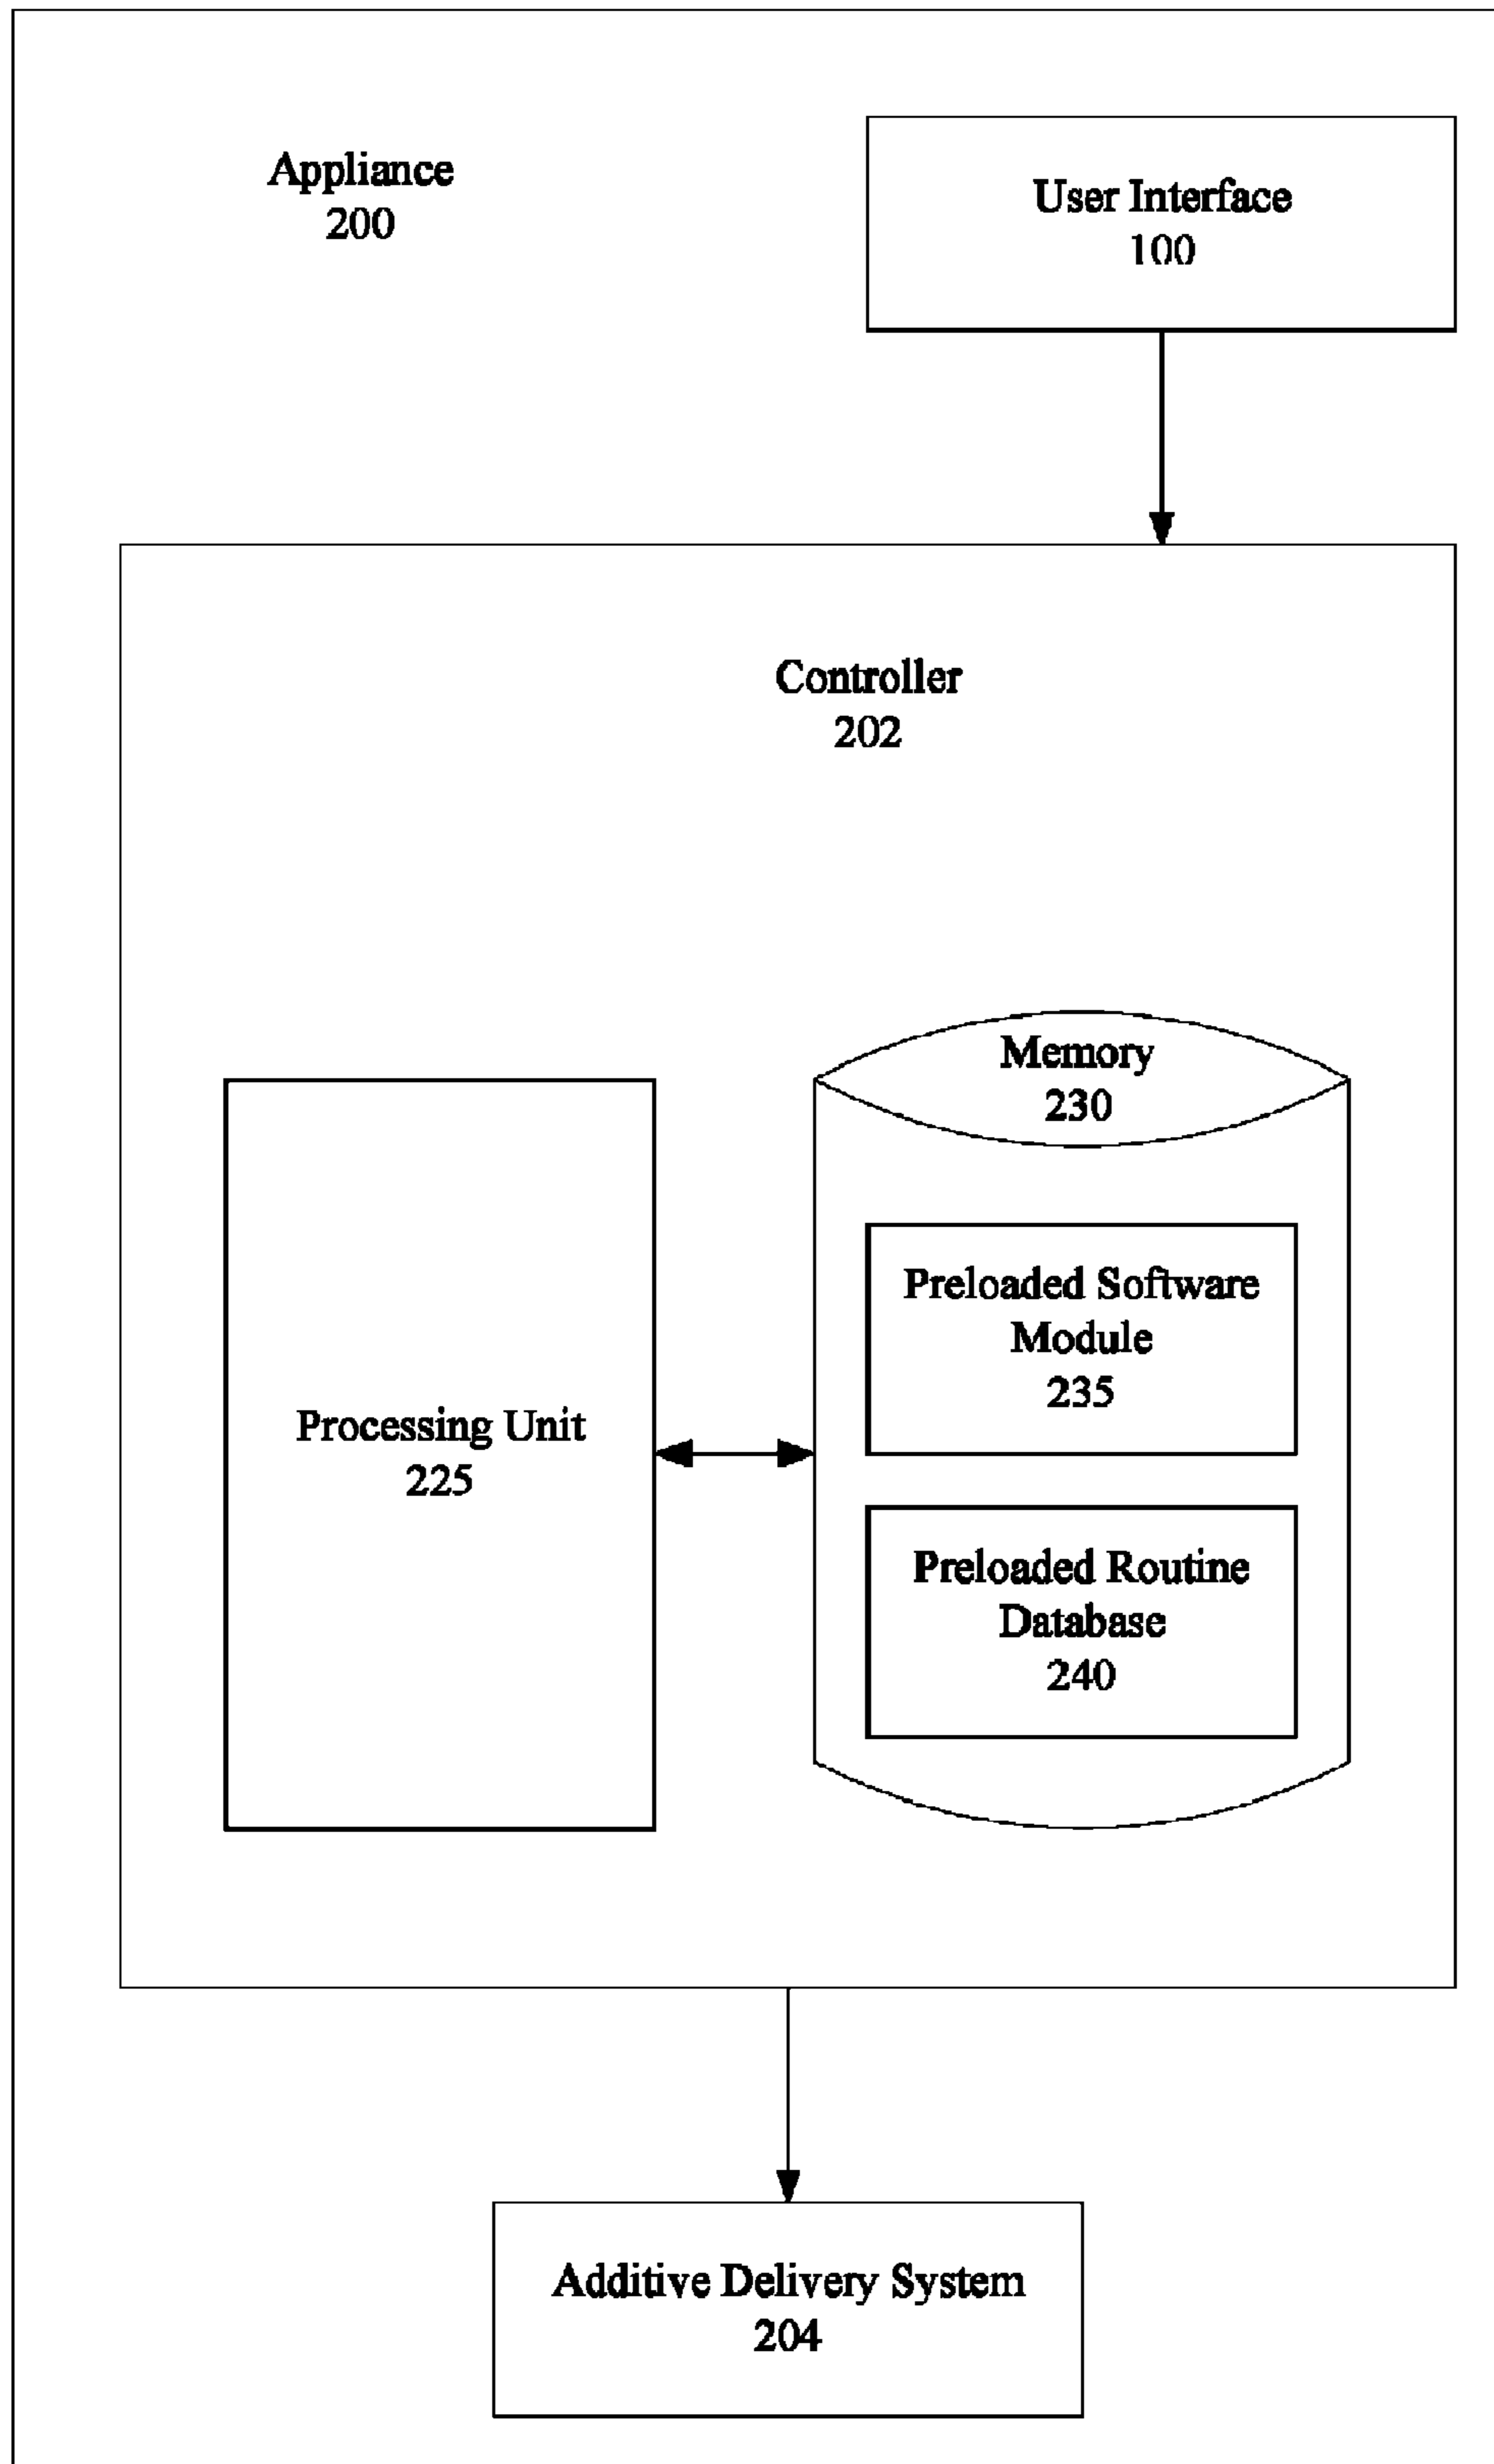 Appliance
200
User Interface
100
Controller
202
Memory
230
Preloaded Software
Module
235
Processing Unit
225
Preloaded Routine
Database
240
Additive Delivery System
204